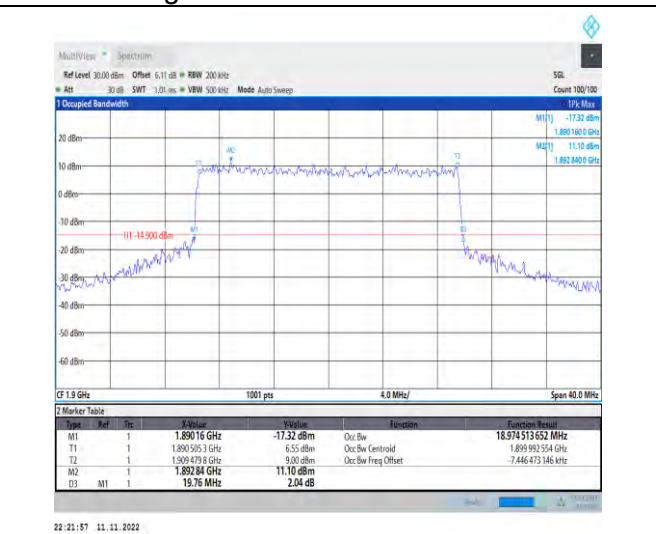 MultiView Spectrum
Ref Level 30.00 dBm Offset 6.11 dB RBW 200 kHz SGL
Att 30 dB SWT 1.01 ms VBW 500 kHz Mode Auto Sweep Count 100/100
1 Occupied Bandwidth 1Pk Max
M1[1] -17.32 dBm
1.890 160 0 GHz
20 dBm
M2[1] 11.10 dBm
1.892 840 0 GHz
M2
T1 T2
10 dBm
0 dBm
-10 dBm
M1 D3
H1 -14.900 dBm
-20 dBm
-30 dBm
-40 dBm
-50 dBm
-60 dBm
CF 1.9 GHz 1001 pts 4.0 MHz/ Span 40.0 MHz
2 Marker Table
Type Ref Trc X-Value Y-Value Function Function Result
M1 1 1.890 16 GHz -17.32 dBm Occ Bw 18.974 513 652 MHz
T1 1 1.890 505 3 GHz 6.55 dBm Occ Bw Centroid 1.899 992 554 GHz
T2 1 1.909 479 8 GHz 9.00 dBm Occ Bw Freq Offset -7.446 473 146 kHz
M2 1 1.892 84 GHz 11.10 dBm
D3 M1 1 19.76 MHz 2.04 dB
22:21:57 11.11.2022